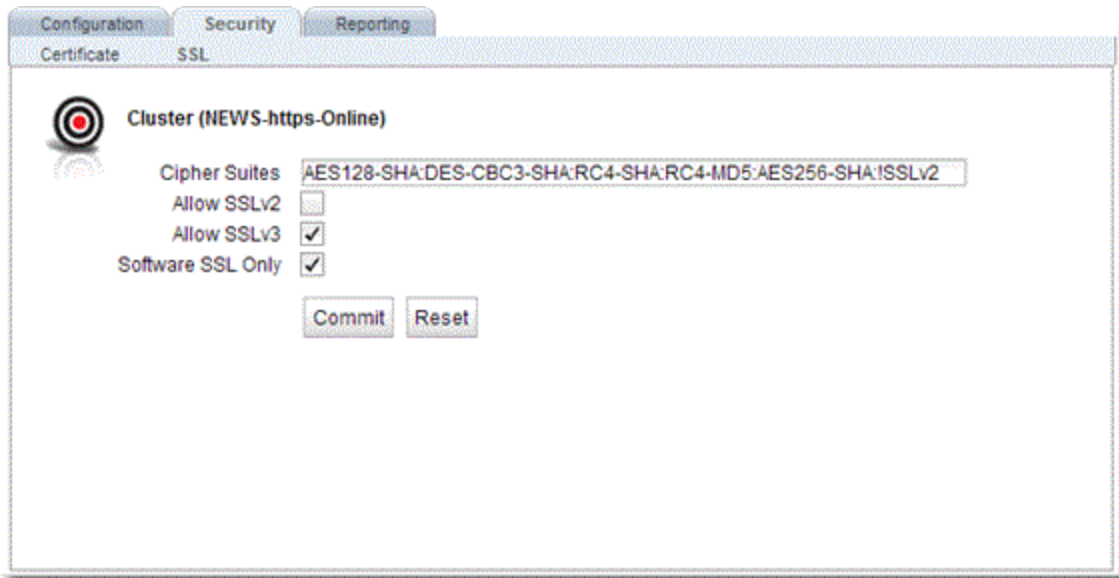 Configuration Security Reporting
Certificate SSL
Cluster (NEWS-https-Online)
Cipher Suites AES128-SHA:DES-CBC3-SHA:RC4-SHA:RC4-MD5:AES256-SHA:!SSLv2
Allow SSLv2
Allow SSLv3
Software SSL Only
Commit Reset